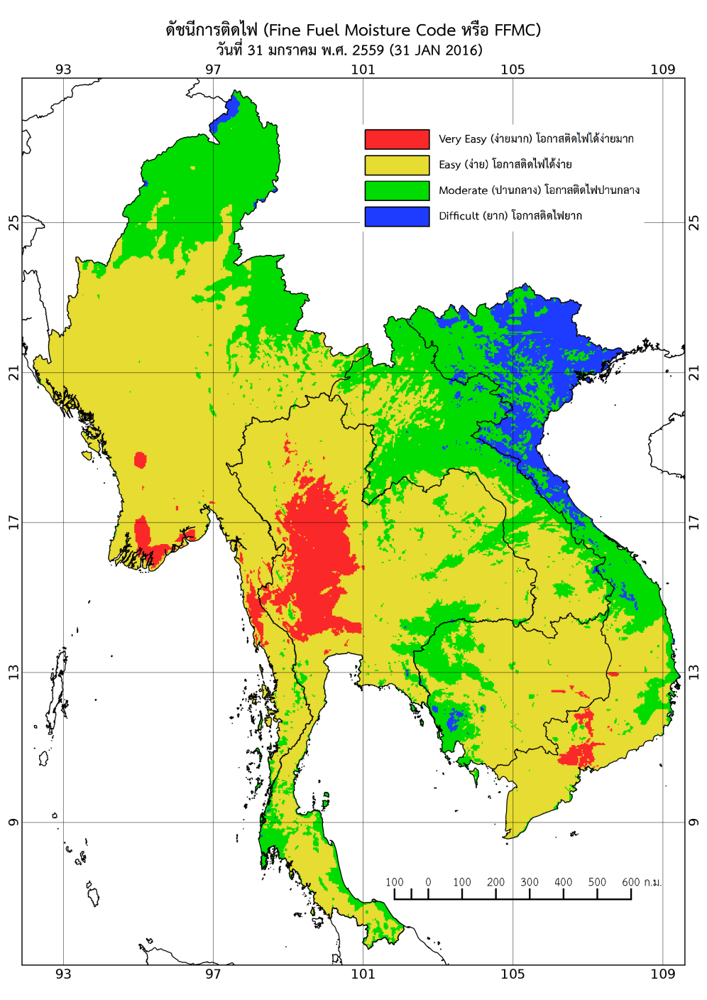 ดัชนีการติดไฟ (Fine Fuel Moisture Code หรือ FFMC)
วันที่ 31 มกราคม พ.ศ. 2559 (31 JAN 2016)
93 97 101 105 109
Very Easy (ง่ายมาก) โอกาสติดไฟได้ง่ายมาก
Easy (ง่าย) โอกาสติดไฟได้ง่าย
Moderate (ปานกลาง) โอกาสติดไฟปานกลาง
Difficult (ยาก) โอกาสติดไฟยาก
25 25
21 21
17 17
13 13
9 9
100 0 100 200 300 400 500 600 ก.ม.
93 97 101 105 109